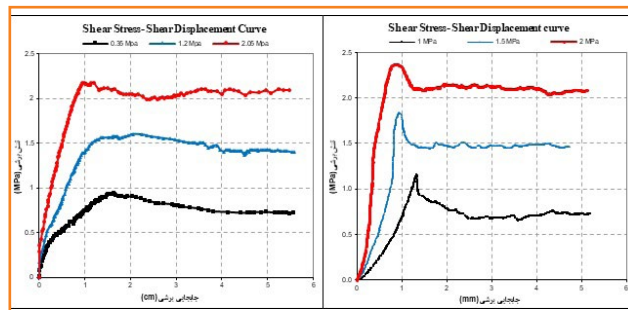 Shear Stress-Shear Displacement Curve
0.35 Mpa 1.2 Mpa 2.05 Mpa
2.5
2
1.5
1
0.5
0
تنش برشی (MPa)
0 1 2 3 4 5 6
جابجایی برشی (cm)
Shear Stress-Shear Displacement curve
1 MPa 1.5 MPa 2 MPa
2.5
2.0
1.5
1.0
0.5
0.0
تنش برشی (MPa)
0 1 2 3 4 5 6
جابجایی برشی (mm)